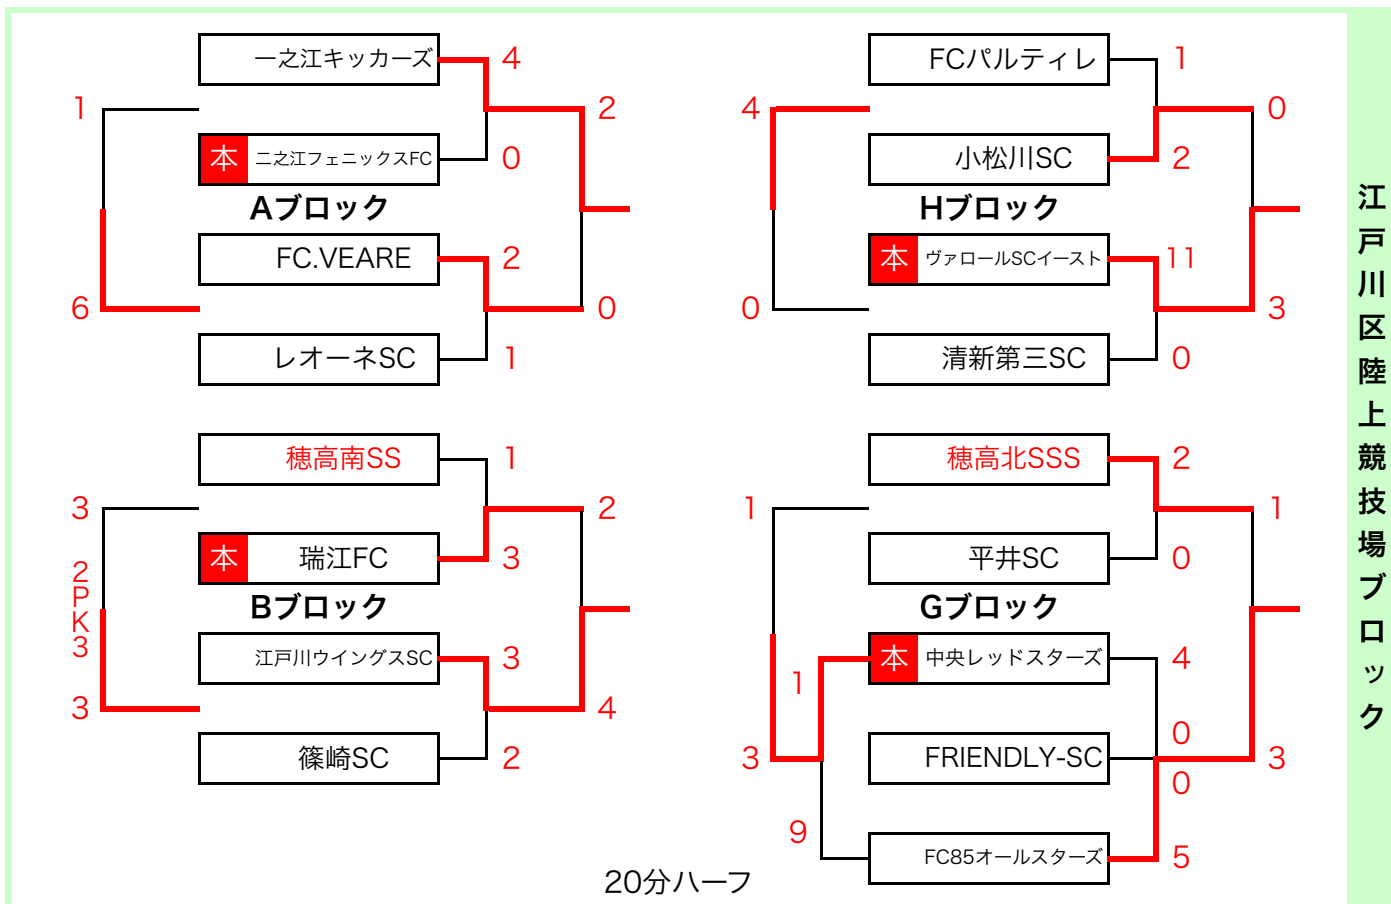 一之江キッカーズ 4
1 2
本 二之江フェニックスFC 0
Aブロック
FC.VEARE 2
6 0
レオーネSC 1
穂高南SS 1
3 2
本 瑞江FC 3
2
P
K
3
Bブロック
江戸川ウイングスSC 3
3 4
篠崎SC 2
FCパルティレ 1
4 0
小松川SC 2
Hブロック
本 ヴァロールSCイースト 11
0 3
清新第三SC 0
穂高北SSS 2
1 1
平井SC 0
Gブロック
本 中央レッドスターズ 4
1
0
3 FRIENDLY-SC 3
0
9
FC85オールスターズ 5
20分ハーフ
江戸川区陸上競技場ブロック